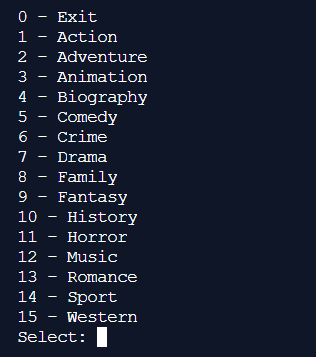 0 - Exit
1 - Action
2 - Adventure
3 - Animation
4 - Biography
5 - Comedy
6 - Crime
7 - Drama
8 - Family
9 - Fantasy
10 - History
11 - Horror
12 - Music
13 - Romance
14 - Sport
15 - Western
Select: